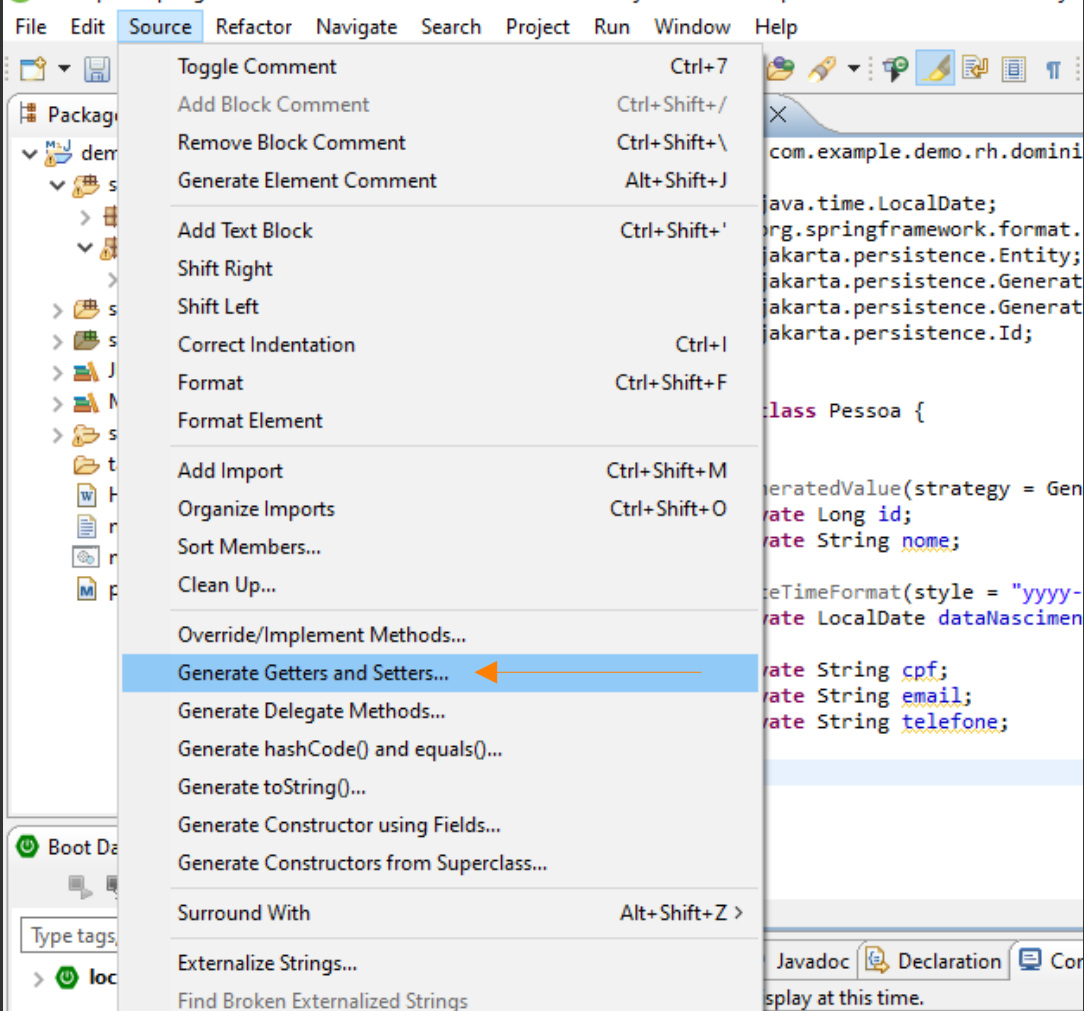 File Edit Source Refactor Navigate Search Project Run Window Help
Toggle Comment Ctrl+7
Add Block Comment Ctrl+Shift+/
Remove Block Comment Ctrl+Shift+\
Generate Element Comment Alt+Shift+J
Add Text Block Ctrl+Shift+'
Shift Right
Shift Left
Correct Indentation Ctrl+I
Format Ctrl+Shift+F
Format Element
Add Import Ctrl+Shift+M
Organize Imports Ctrl+Shift+O
Sort Members...
Clean Up...
Override/Implement Methods...
Generate Getters and Setters...
Generate Delegate Methods...
Generate hashCode() and equals()...
Generate toString()...
Generate Constructor using Fields...
Generate Constructors from Superclass...
Surround With Alt+Shift+Z >
Externalize Strings...
Find Broken Externalized Strings
Packag
dem
s
s
s
J
M
s
t
H
r
r
p
Boot Da
Type tags,
loc
com.example.demo.rh.domini
java.time.LocalDate;
org.springframework.format.
jakarta.persistence.Entity;
jakarta.persistence.Generat
jakarta.persistence.Generat
jakarta.persistence.Id;
class Pessoa {
neratedValue(strategy = Gen
vate Long id;
vate String nome;
teTimeFormat(style = "yyyy-
vate LocalDate dataNascimen
vate String cpf;
vate String email;
vate String telefone;
Javadoc Declaration Con
splay at this time.